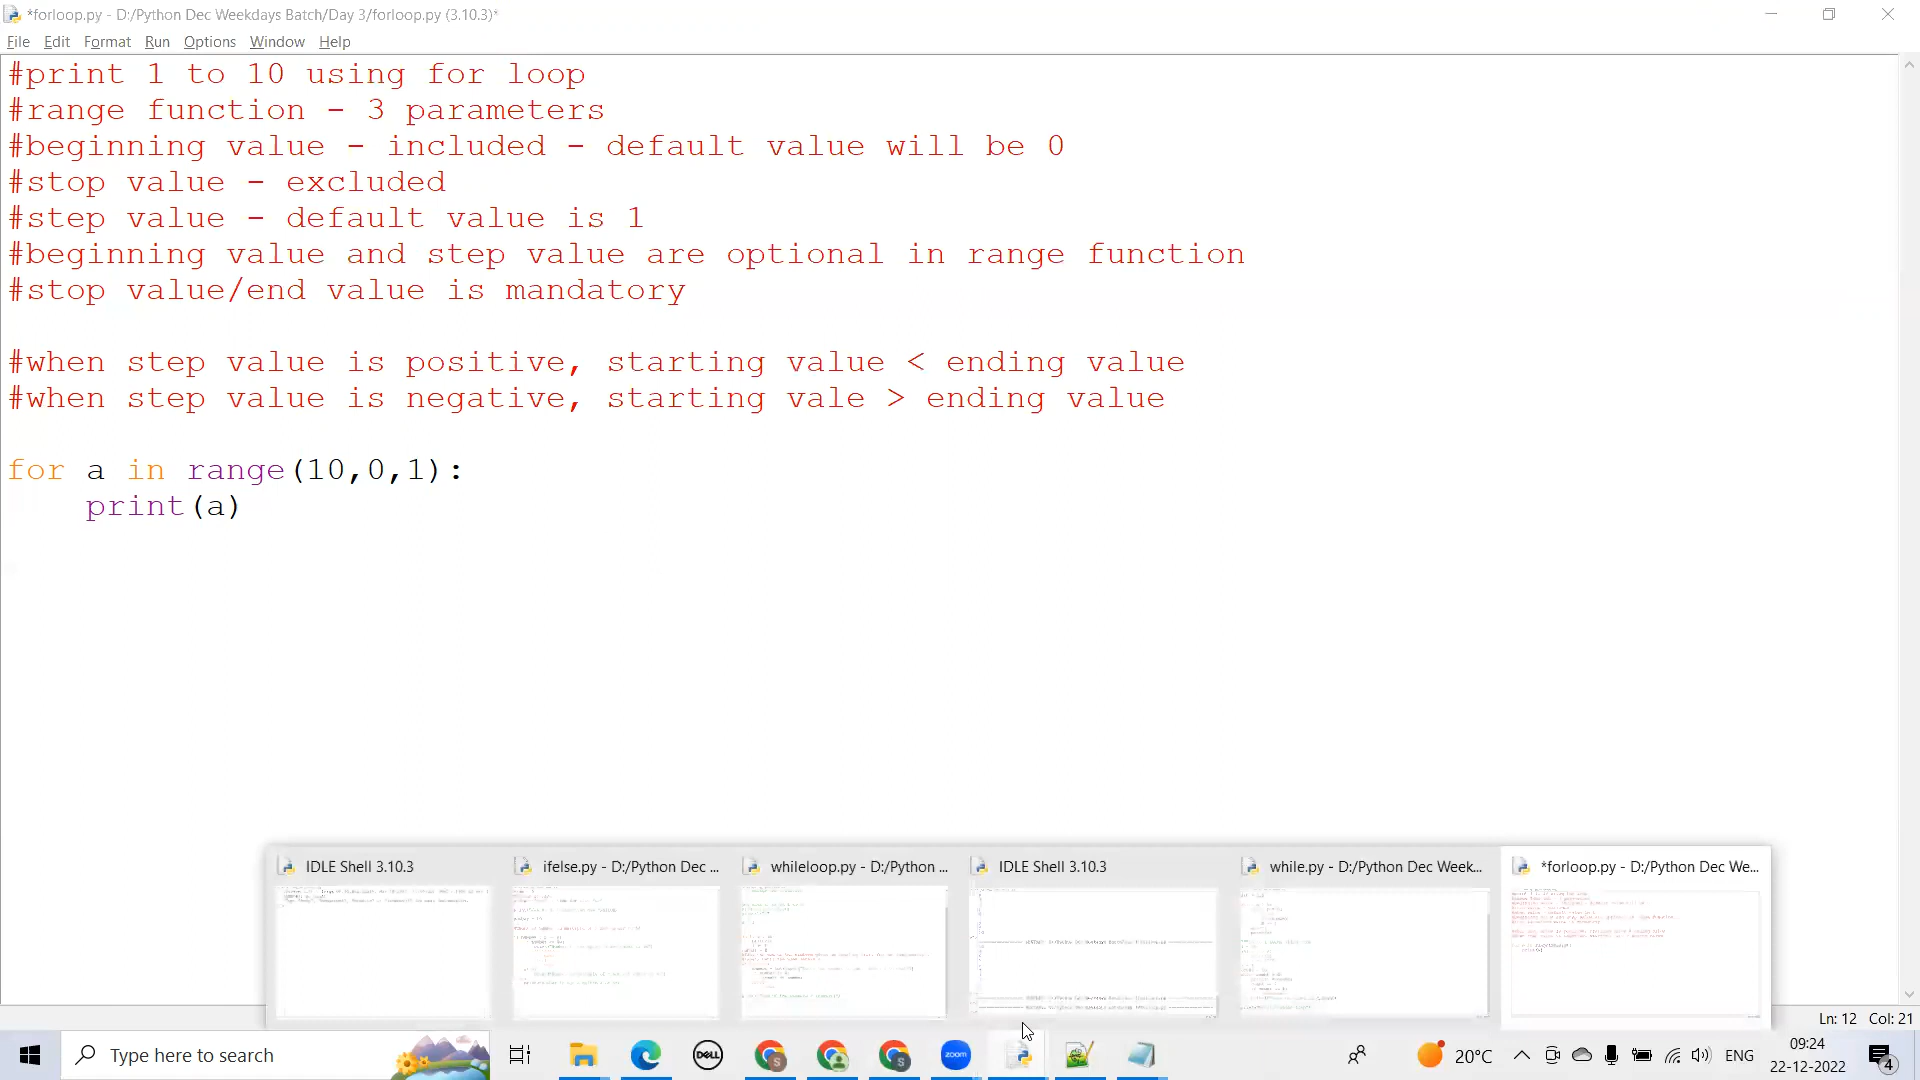 *forloop.py - D:/Python Dec Weekdays Batch/Day 3/forloop.py (3.10.3)*
File Edit Format Run Options Window Help
#print 1 to 10 using for loop
#range function - 3 parameters
#beginning value - included - default value will be 0
#stop value - excluded
#step value - default value is 1
#beginning value and step value are optional in range function
#stop value/end value is mandatory
#when step value is positive, starting value < ending value
#when step value is negative, starting vale > ending value
for a in range(10,0,1):
print(a)
IDLE Shell 3.10.3
ifelse.py - D:/Python Dec ...
whileloop.py - D:/Python ...
IDLE Shell 3.10.3
while.py - D:/Python Dec Week...
*forloop.py - D:/Python Dec We...
Ln: 12 Col: 21
Type here to search
DELL
S
S
zoom
20°C
ENG
09:24
22-12-2022
4